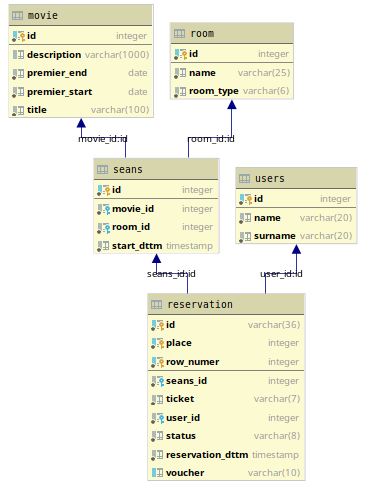 movie
id integer
description varchar(1000)
premier_end date
premier_start date
title varchar(100)
room
id integer
name varchar(25)
room_type varchar(6)
movie_id:id
room_id:id
seans
id integer
movie_id integer
room_id integer
start_dttm timestamp
users
id integer
name varchar(20)
surname varchar(20)
seans_id:id
user_id:id
reservation
id varchar(36)
place integer
row_numer integer
seans_id integer
ticket varchar(7)
user_id integer
status varchar(8)
reservation_dttm timestamp
voucher varchar(10)